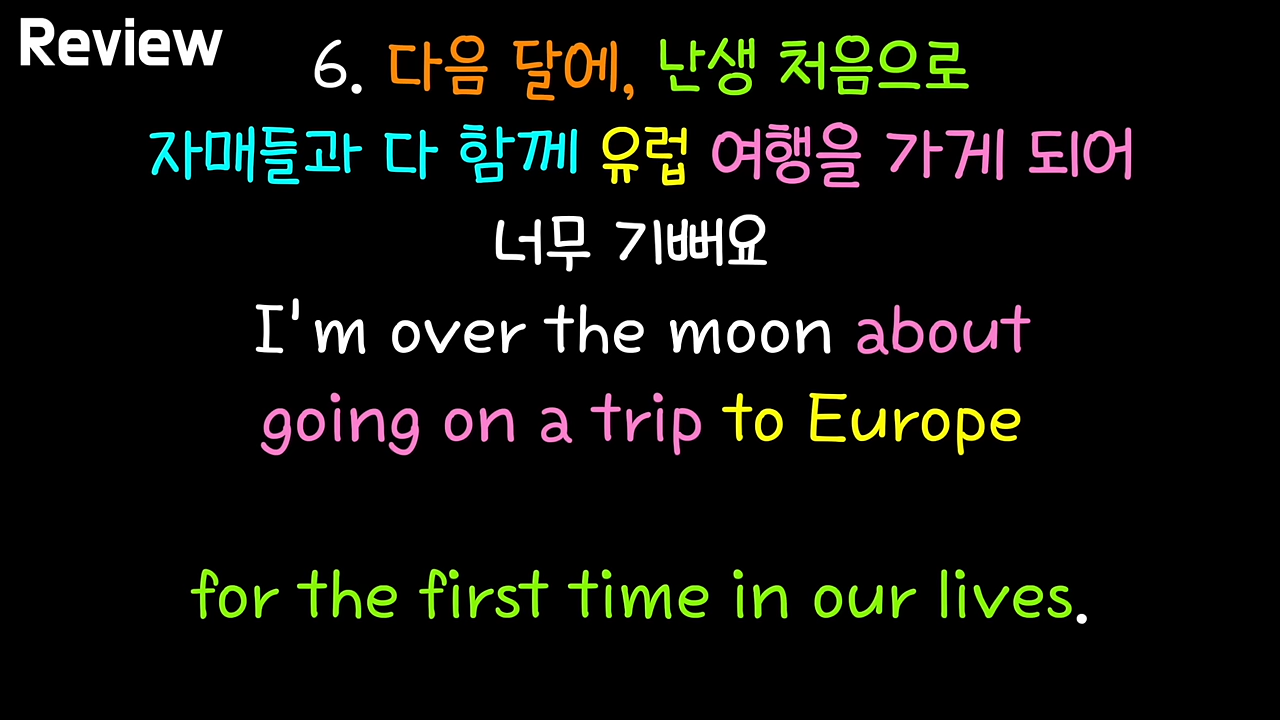 Review
6. 다음 달에, 난생 처음으로
자매들과 다 함께 유럽 여행을 가게 되어
너무 기뻐요
I'm over the moon about
going on a trip to Europe
for the first time in our lives.